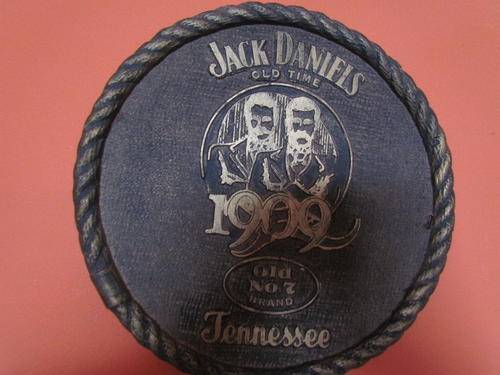 JACK DANIELS
OLD TIME
1909
Old
No. 7
BRAND
Tennessee